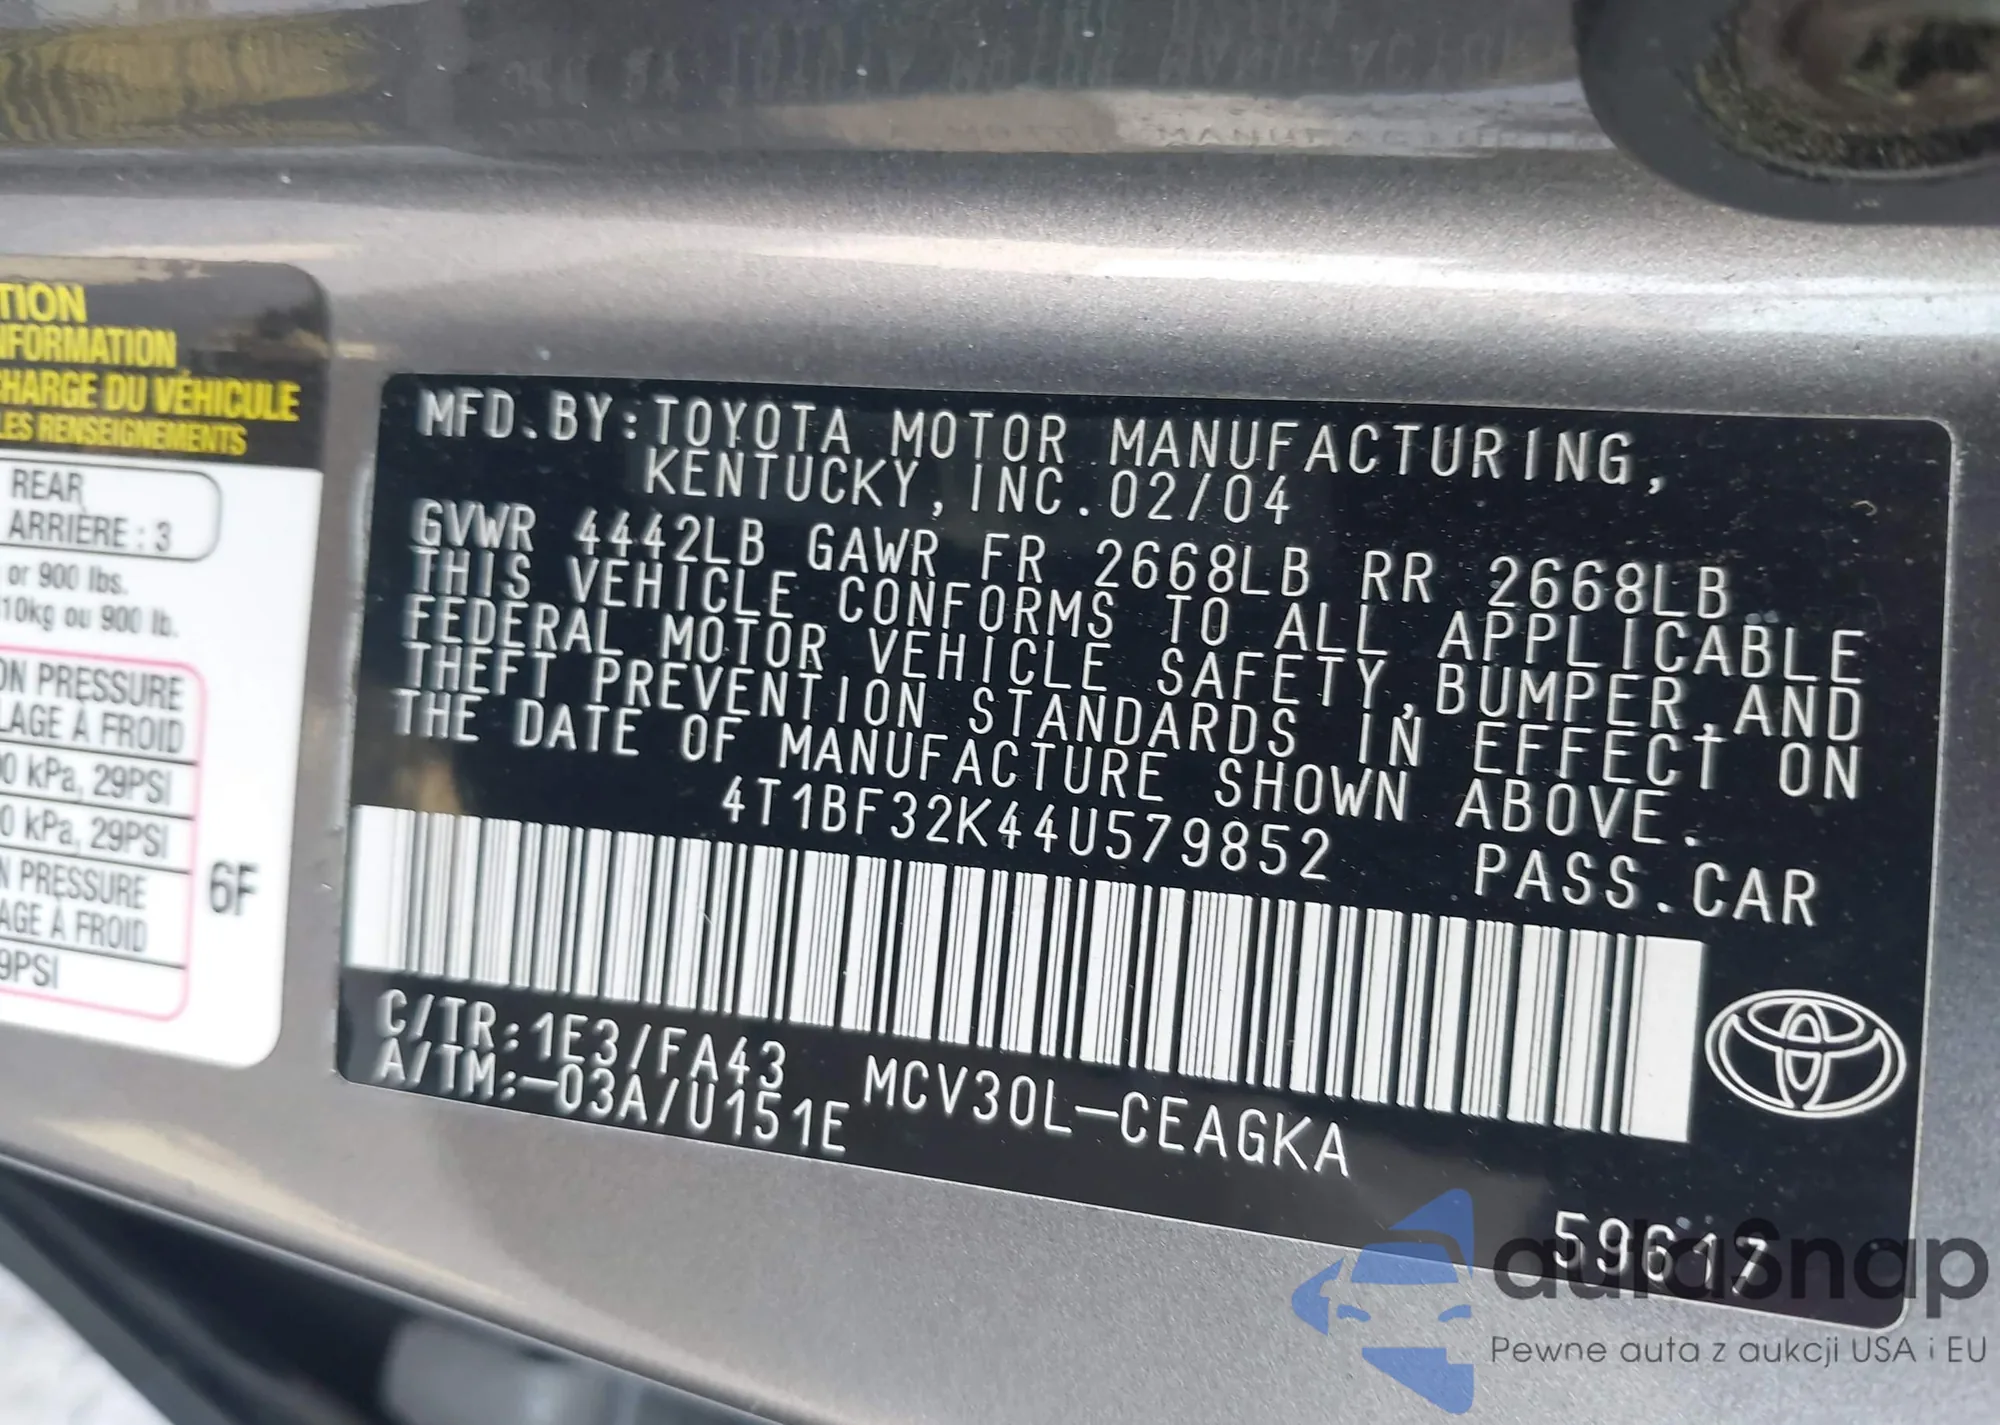 TION
NFORMATION
CHARGE DU VÉHICULE
LES RENSEIGNEMENTS
REAR
ARRIÈRE : 3
or 900 lbs.
10kg ou 900 lb.
ON PRESSURE
LAGE À FROID
0 kPa, 29PSI
0 kPa, 29PSI
N PRESSURE
AGE À FROID
9PSI
6F
MFD.BY:TOYOTA MOTOR MANUFACTURING,
KENTUCKY,INC.02/04
GVWR 4442LB GAWR FR 2668LB RR 2668LB
THIS VEHICLE CONFORMS TO ALL APPLICABLE
FEDERAL MOTOR VEHICLE SAFETY,BUMPER,AND
THEFT PREVENTION STANDARDS IN EFFECT ON
THE DATE OF MANUFACTURE SHOWN ABOVE.
4T1BF32K44U579852 PASS.CAR
C/TR:1E3/FA43 MCV30L-CEAGKA
A/TM:-03A/U151E
59617
autaSnap
Pewne auta z aukcji USA i EU